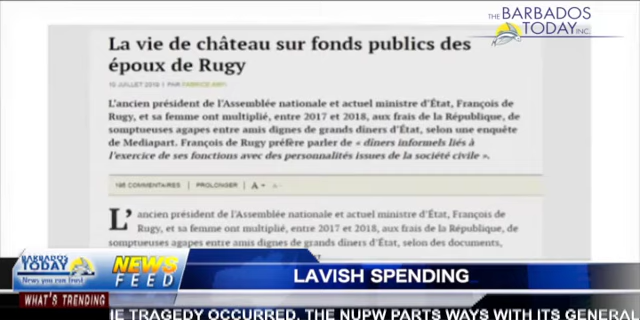 THE BARBADOS
TODAY INC.
La vie de château sur fonds publics des
époux de Rugy
10 JUILLET 2019 | PAR FABRICE ARFI
L'ancien président de l'Assemblée nationale et actuel ministre d'État, François de
Rugy, et sa femme ont multiplié, entre 2017 et 2018, aux frais de la République, de
somptueuses agapes entre amis dignes de grands dîners d'État, selon une enquête
de Mediapart. François de Rugy préfère parler de « dîners informels liés à
l'exercice de ses fonctions avec des personnalités issues de la société civile ».
COMMENTAIRES | PROLONGER | A + A -
L' ancien président de l'Assemblée nationale et actuel ministre d'État, François de
Rugy, et sa femme ont multiplié, entre 2017 et 2018, aux frais de la République, de
somptueuses agapes entre amis dignes de grands dîners d'État, selon des documents,
BARBADOS
TODAY
News you can trust
NEWS
FEED
LAVISH SPENDING
WHAT'S TRENDING
TRAGEDY OCCURRED. THE NUPW PARTS WAYS WITH ITS GENERAL